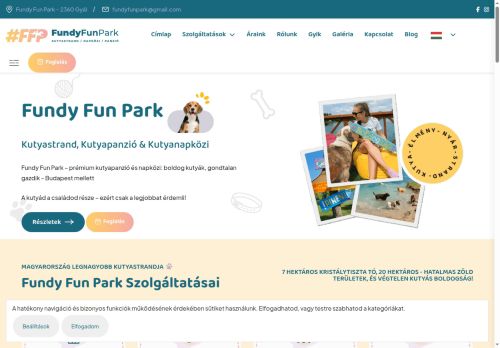 Fundy Fun Park – 2360 Gyál
fundyfunpark@gmail.com
#FFP
FundyFunPark
KUTYASTRAND / NAPKÖZI / PANZIÓ
Címlap
Szolgáltatások
Áraink
Rólunk
Gyik
Galéria
Kapcsolat
Blog
Foglalás
Fundy Fun Park
Kutyastrand, Kutyapanzió & Kutyanapközi
Fundy Fun Park – prémium kutyapanzió és napközi: boldog kutyák, gondtalan
gazdik – Budapest mellett
A kutyád a családod része – ezért csak a legjobbat érdemli!
Részletek
Foglalás
KUTYA•ÉLMÉNY•NYÁR•STRAND•
MAGYARORSZÁG LEGNAGYOBB KUTYASTRANDJA
Fundy Fun Park Szolgáltatásai
7 HEKTÁROS KRISTÁLYTISZTA TÓ, 20 HEKTÁROS - HATALMAS ZÖLD
TERÜLETEK, ÉS VÉGTELEN KUTYÁS BOLDOGSÁG!
A hatékony navigáció és bizonyos funkciók működésének érdekében sütiket használunk. Elfogadhatod, vagy testre szabhatod a kategóriákat.
Beállítások
Elfogadom